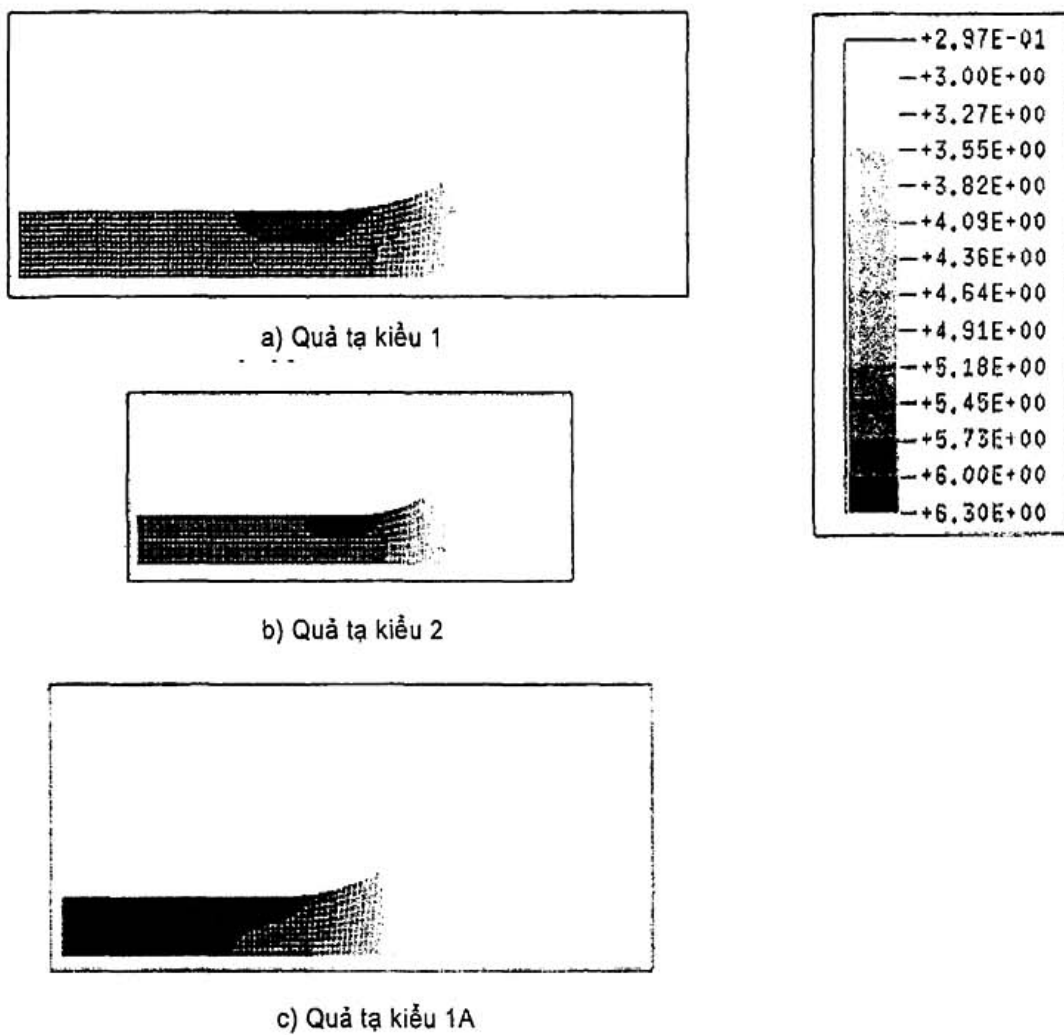 +2.97E-01
+3.00E+00
+3.27E+00
+3.55E+00
+3.82E+00
+4.09E+00
+4.36E+00
+4.64E+00
+4.91E+00
+5.18E+00
+5.45E+00
+5.73E+00
+6.00E+00
+6.30E+00
a) Quả tạ kiểu 1
b) Quả tạ kiểu 2
c) Quả tạ kiểu 1A